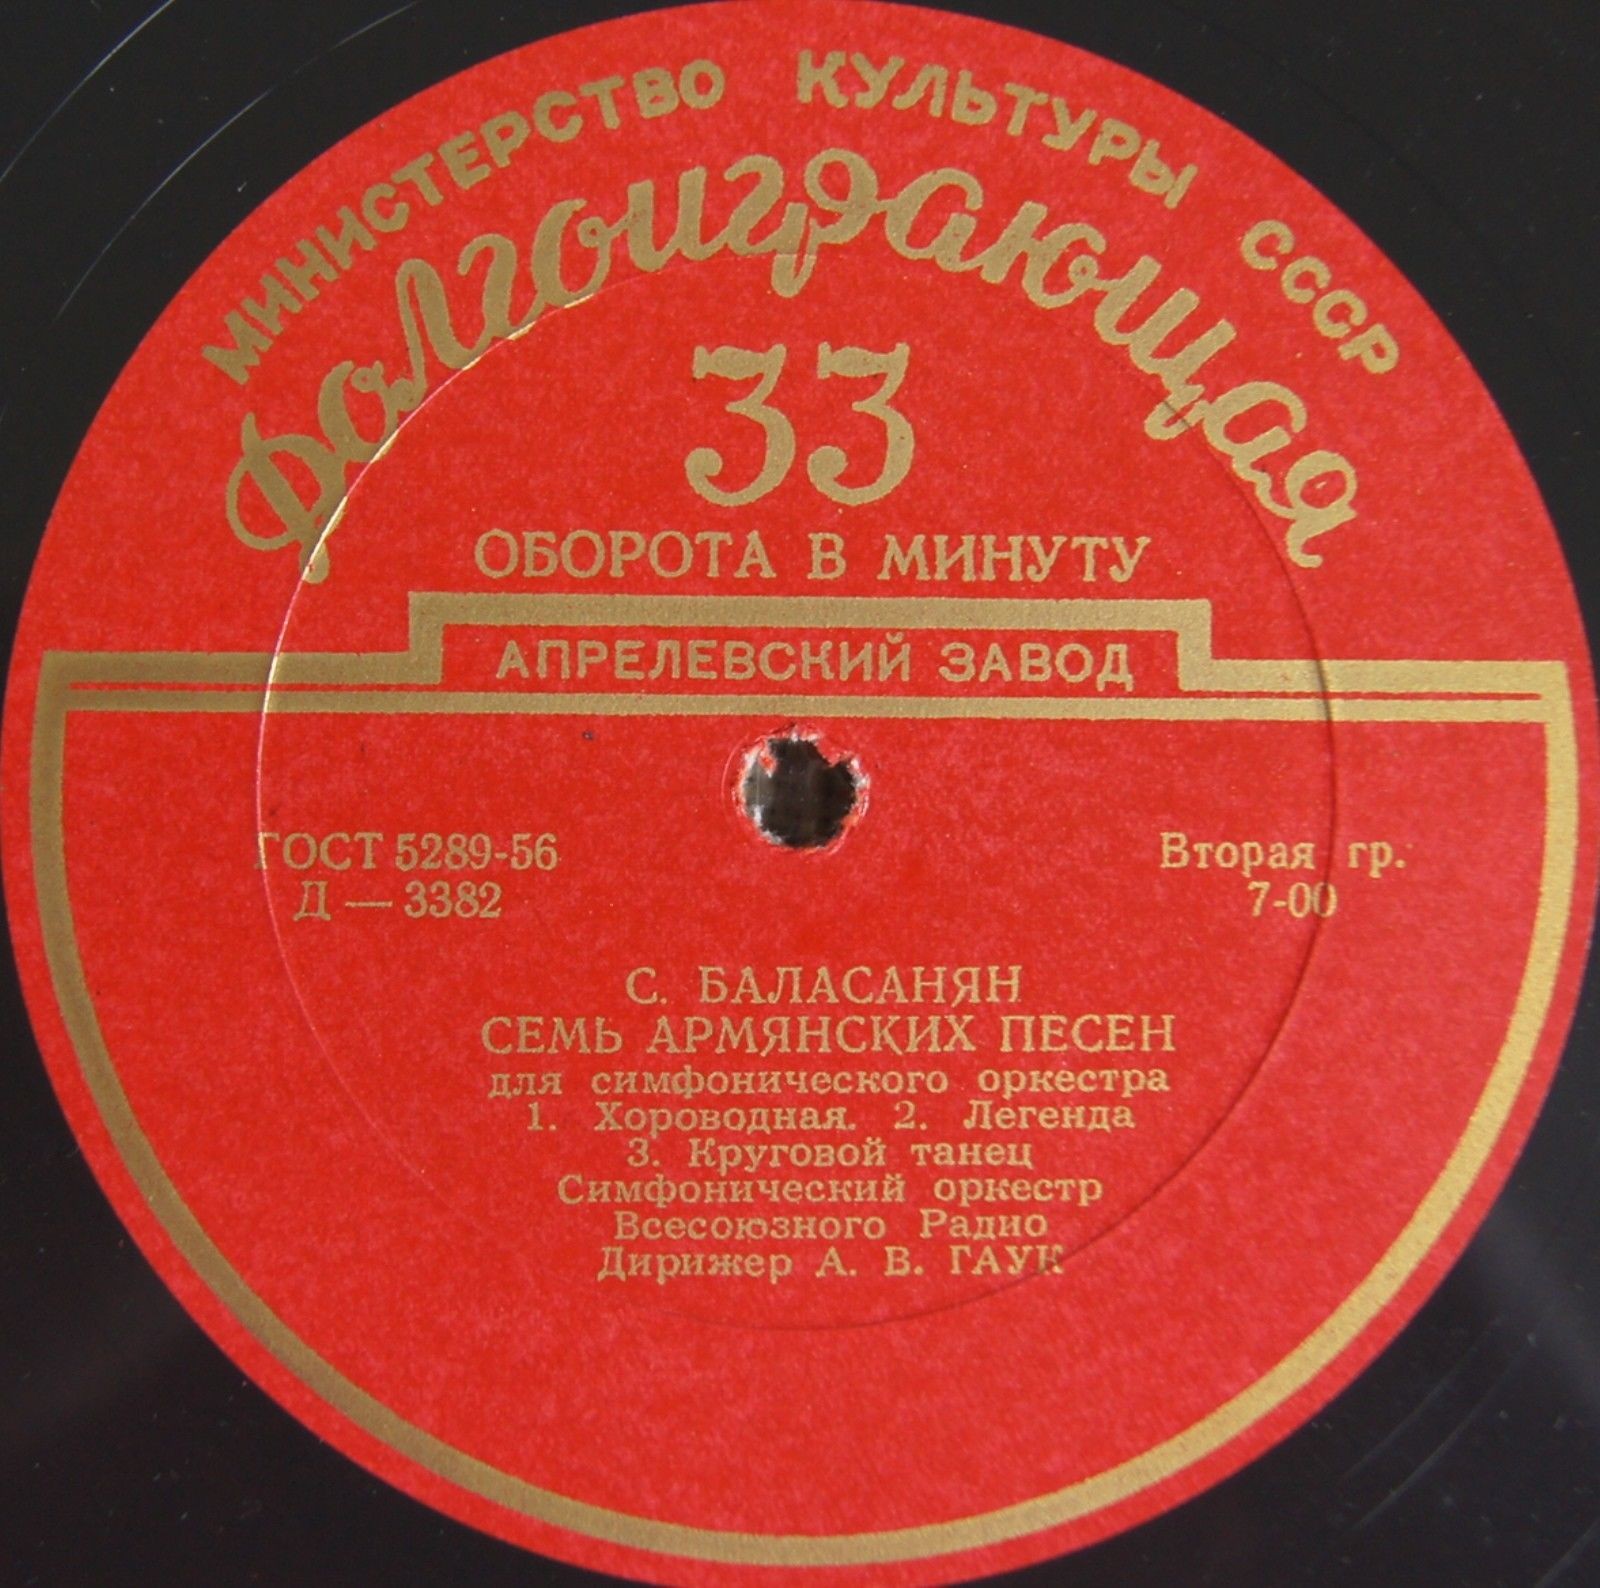 МИНИСТЕРСТВО КУЛЬТУРЫ СССР
Долгоиграющая
33
ОБОРОТА В МИНУТУ
АПРЕЛЕВСКИЙ ЗАВОД
ГОСТ 5289-56
Д — 3382
Вторая гр.
7-00
С. БАЛАСАНЯН
СЕМЬ АРМЯНСКИХ ПЕСЕН
для симфонического оркестра
1. Хороводная. 2. Легенда
3. Круговой танец
Симфонический оркестр
Всесоюзного Радио
Дирижер А. В. ГАУК